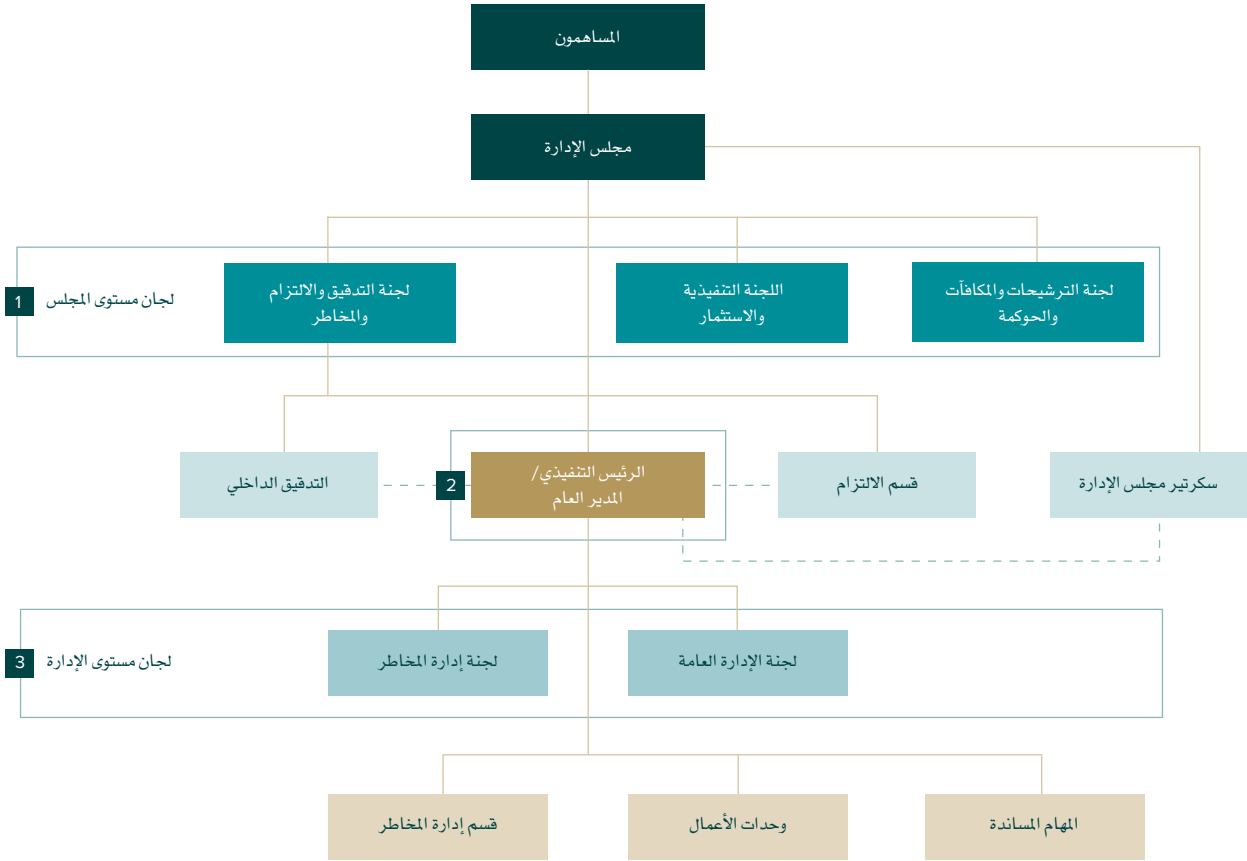 المساهمون
مجلس الإدارة
لجنة الترشيحات والمكافآت
والحوكمة
اللجنة التنفيذية
والاستثمار
لجنة التدقيق والالتزام
والمخاطر
لجان مستوى المجلس
1
سكرتير مجلس الإدارة
قسم الالتزام
الرئيس التنفيذي/
المدير العام
2
التدقيق الداخلي
لجنة الإدارة العامة
لجنة إدارة المخاطر
لجان مستوى الإدارة
3
المهام المساندة
وحدات الأعمال
قسم إدارة المخاطر